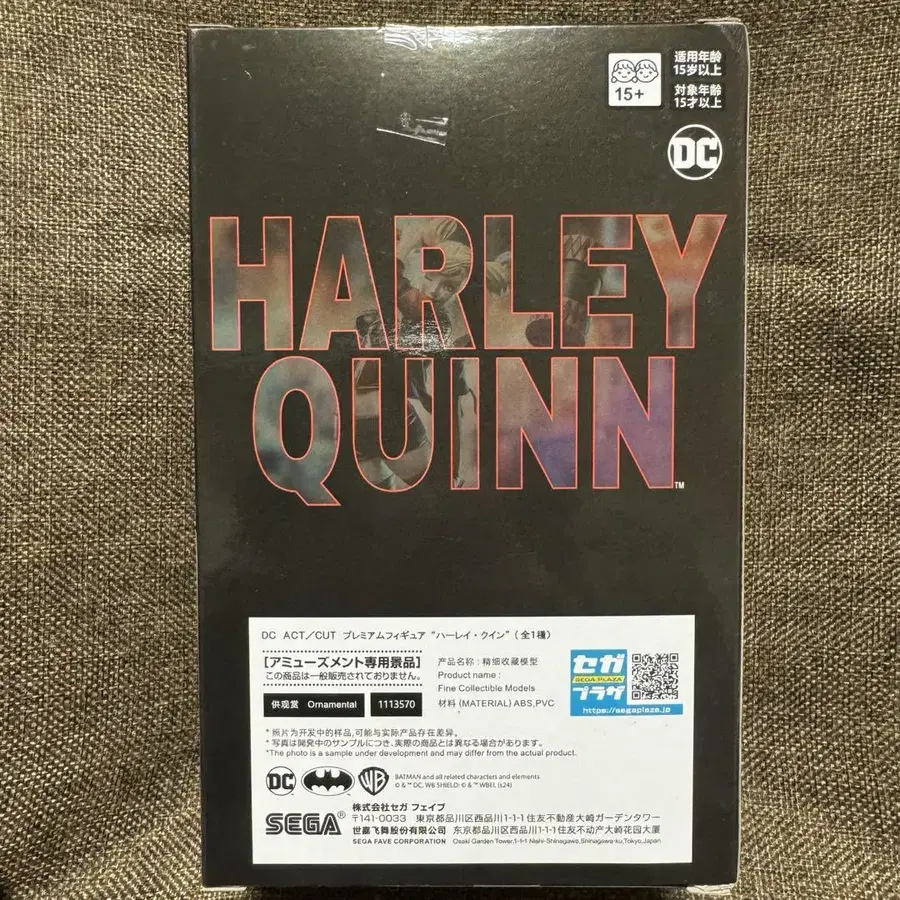 15+
适用年龄
15岁以上
对象年齢
15才以上
DC
HARLEY
QUINN™
DC ACT／CUT プレミアムフィギュア “ハーレイ・クイン”（全1種）
[アミューズメント専用景品]
この商品は一般販売されておりません。
供观赏 Ornamental
1113570
产品名称：精细收藏模型
Product name :
Fine Collectible Models
材料 (MATERIAL) ABS,PVC
セガ
SEGA PLAZA
プラザ
https://segaplaza.jp
* 照片为开发中的样品,可能与实际产品存在差异。
* 写真は開発中のサンプルにつき、実際の商品とは異なる場合があります。
*The photo is a sample under development and may differ from the actual product.
DC
WB
BATMAN and all related characters and elements
© & ™ DC. WB SHIELD: © & ™ WBEI. (s24)
SEGA®
株式会社セガ フェイブ
〒141-0033 東京都品川区西品川1-1-1 住友不動産大崎ガーデンタワー
世嘉飞舞股份有限公司 东京都品川区西品川1-1-1住友不动产大崎花园大厦
SEGA FAVE CORPORATION Osaki Garden Tower,1-1-1 Nishi-Shinagawa,Shinagawa-ku,Tokyo,Japan